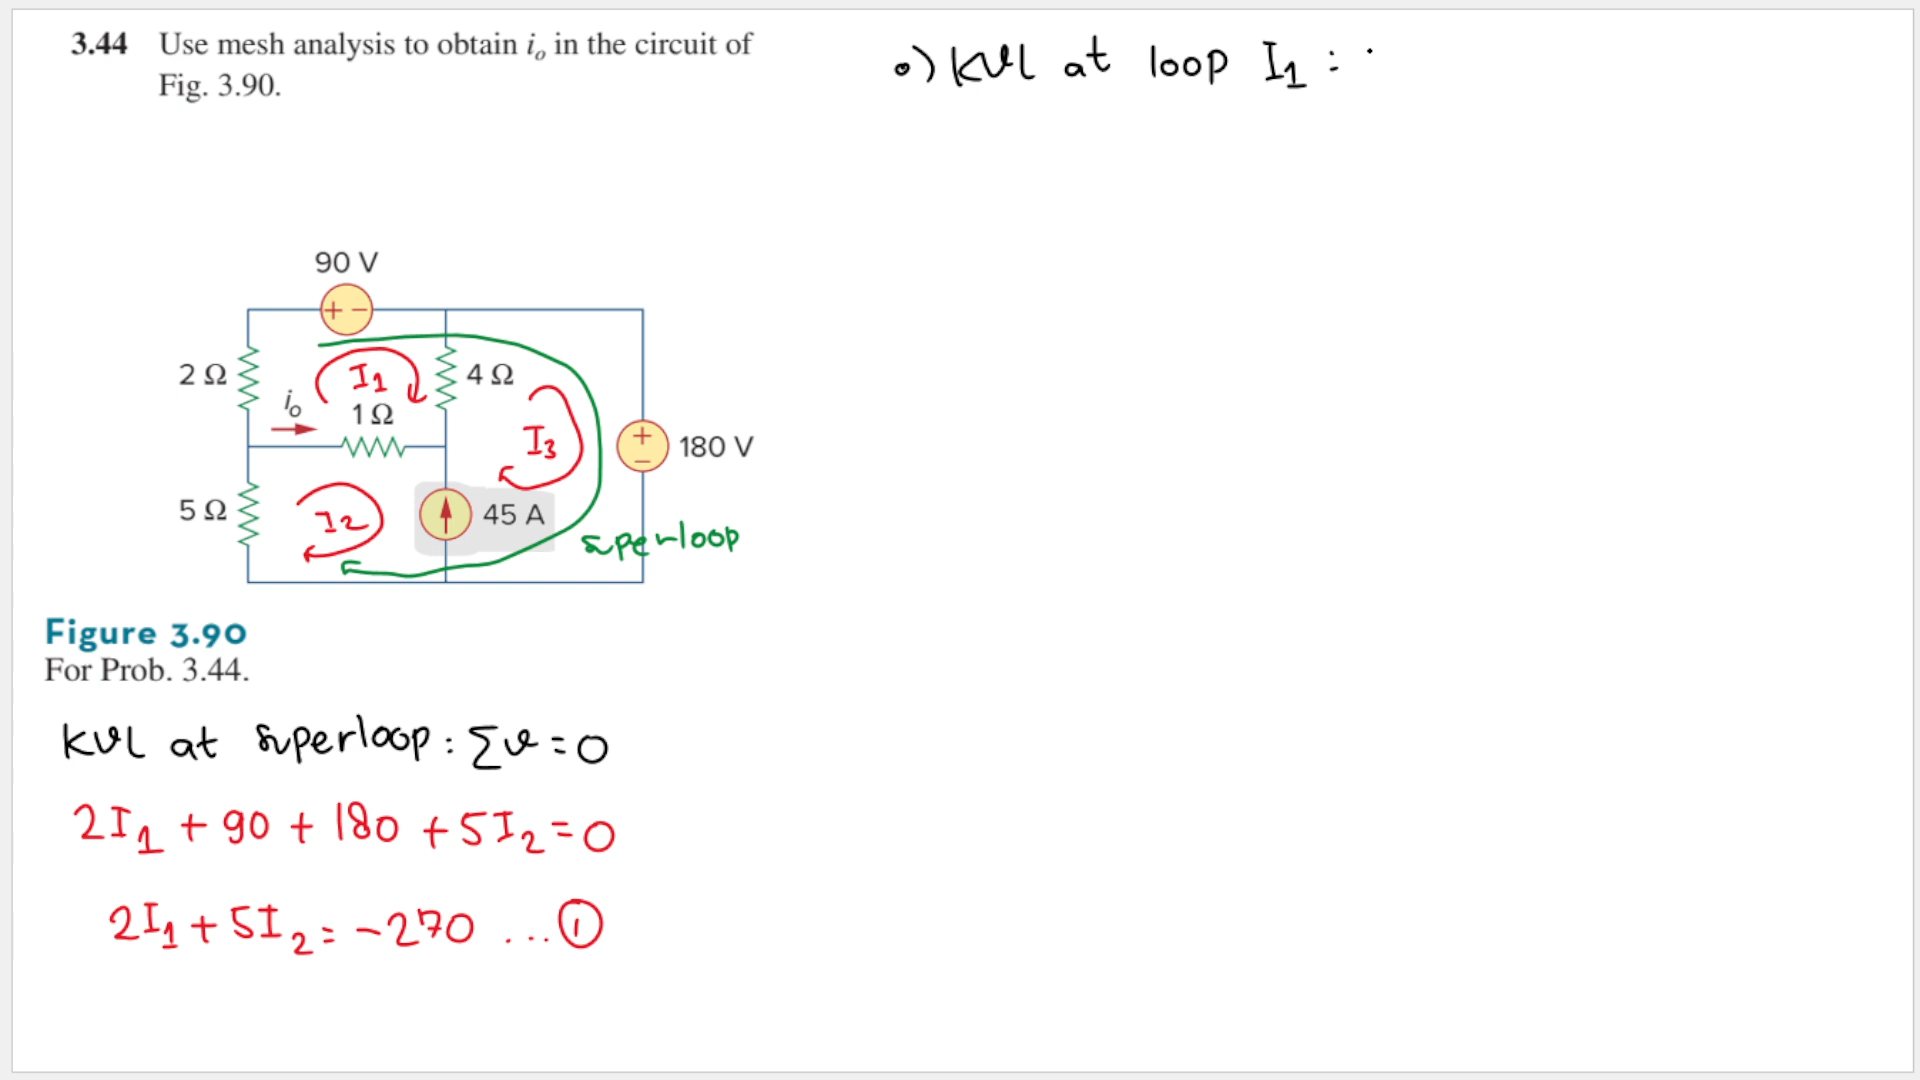 3.44 Use mesh analysis to obtain iₒ in the circuit of
Fig. 3.90.
90 V
+ −
2 Ω
I₁
4 Ω
iₒ
1 Ω
I₃
+
−
180 V
5 Ω
I₂
45 A
superloop
Figure 3.90
For Prob. 3.44.
KVL at superloop : Σv = 0
2I₁ + 90 + 180 + 5I₂ = 0
2I₁ + 5I₂ = -270 ... ①
•) KVL at loop I₁ :